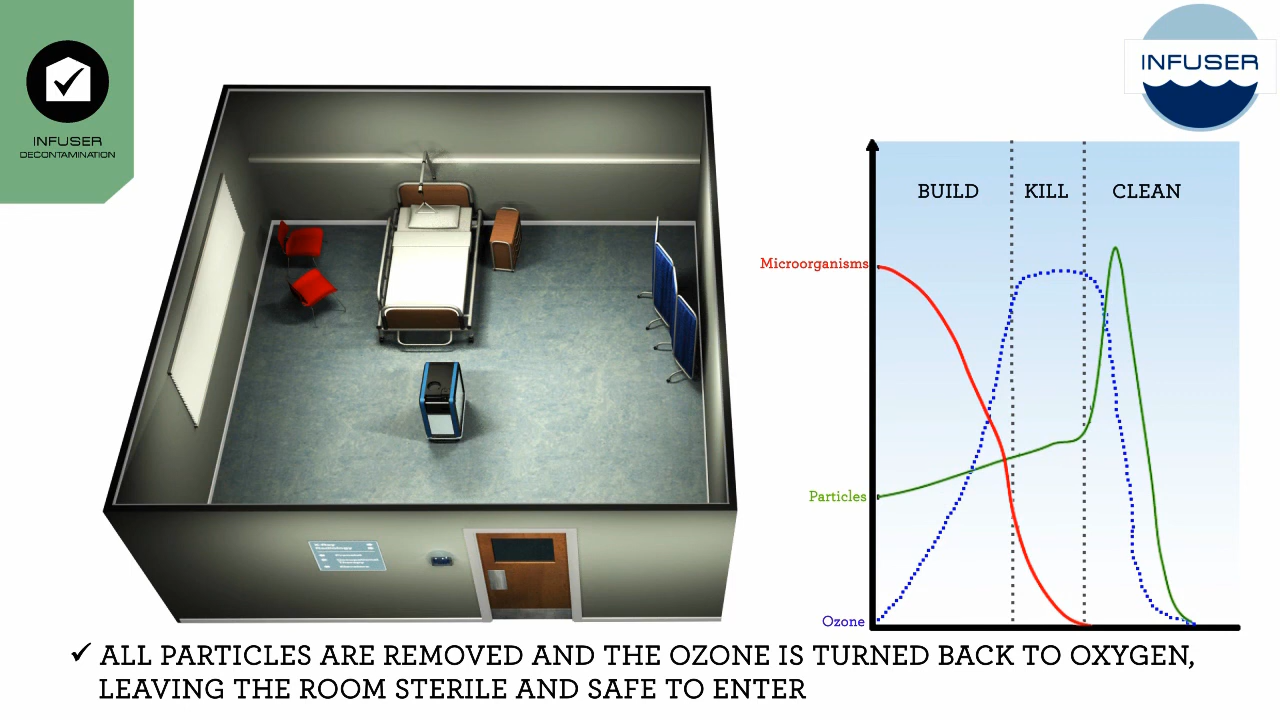 INFUSER
DECONTAMINATION
INFUSER
BUILD
KILL
CLEAN
Microorganisms
Particles
Ozone
ALL PARTICLES ARE REMOVED AND THE OZONE IS TURNED BACK TO OXYGEN,
LEAVING THE ROOM STERILE AND SAFE TO ENTER